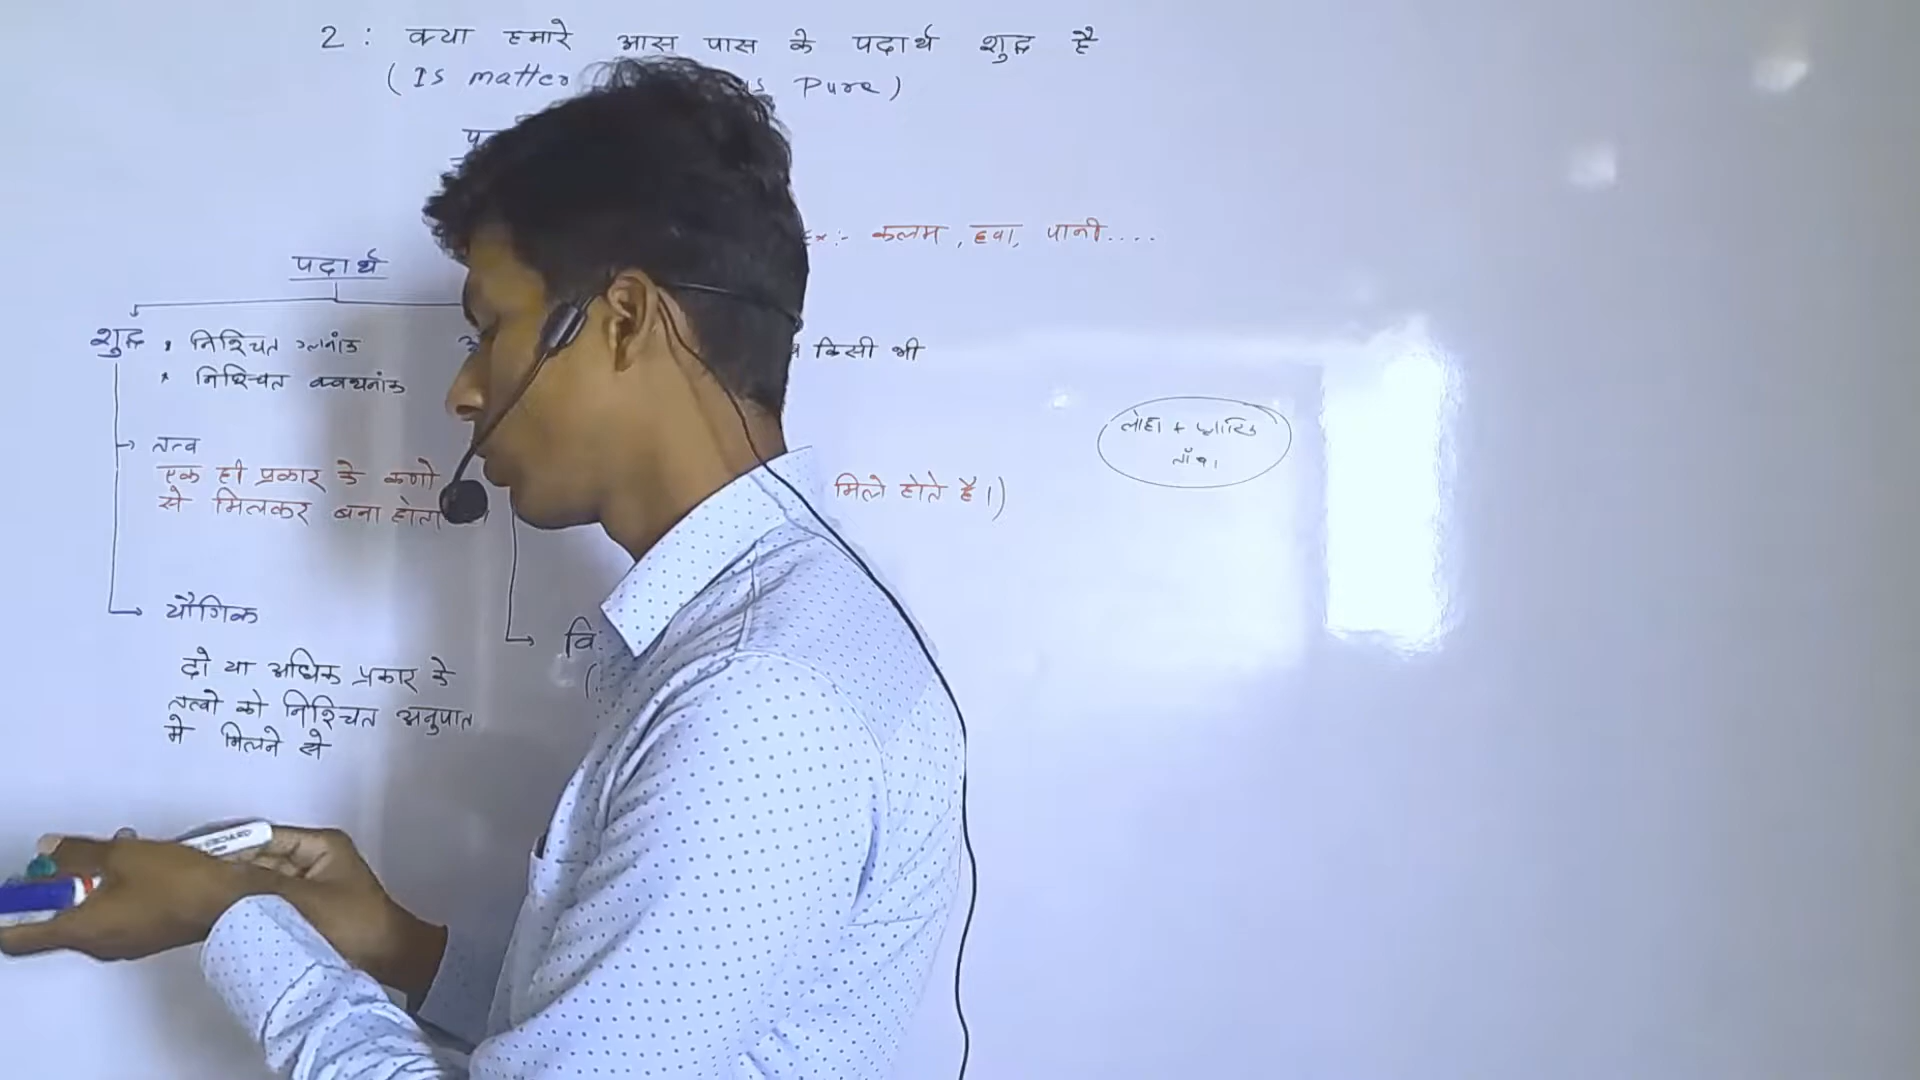 2 : क्या हमारे आस पास के पदार्थ शुद्ध है
(Is matter us Pure)
Ex:- कलम, हवा, पानी....
पदार्थ
शुद्ध • निश्चित गलनांक
* निश्चित क्वथनांक
किसी भी
तत्व
एक ही प्रकार के कणो
से मिलकर बना होता
मिले होते है।)
लोहा +
यौगिक
वि
दो या अधिक प्रकार के
तत्वो को निश्चित अनुपात
मे मिलने से